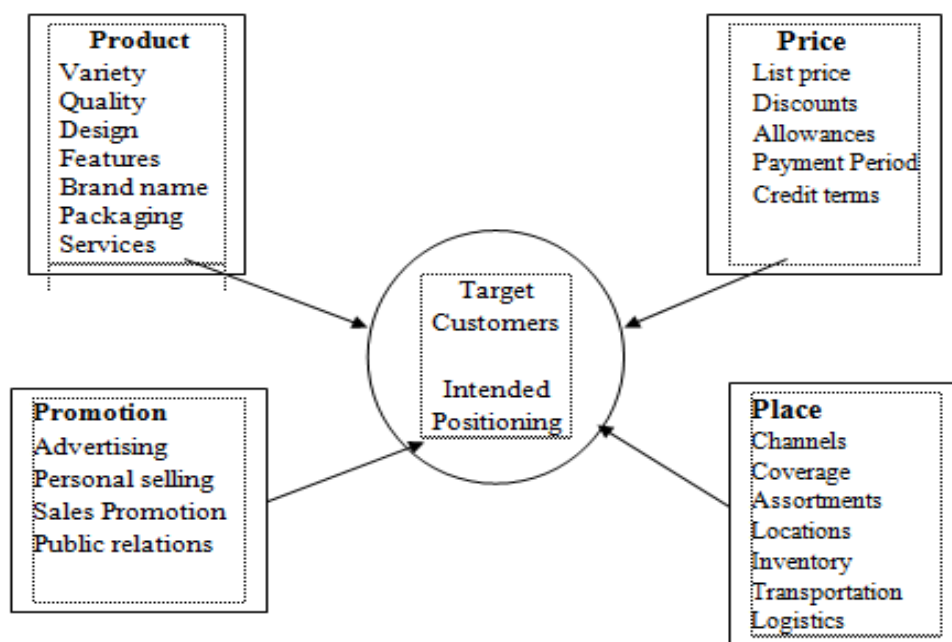 Product
Variety
Quality
Design
Features
Brand name
Packaging
Services
Price
List price
Discounts
Allowances
Payment Period
Credit terms
Target
Customers
Intended
Positioning
Promotion
Advertising
Personal selling
Sales Promotion
Public relations
Place
Channels
Coverage
Assortments
Locations
Inventory
Transportation
Logistics